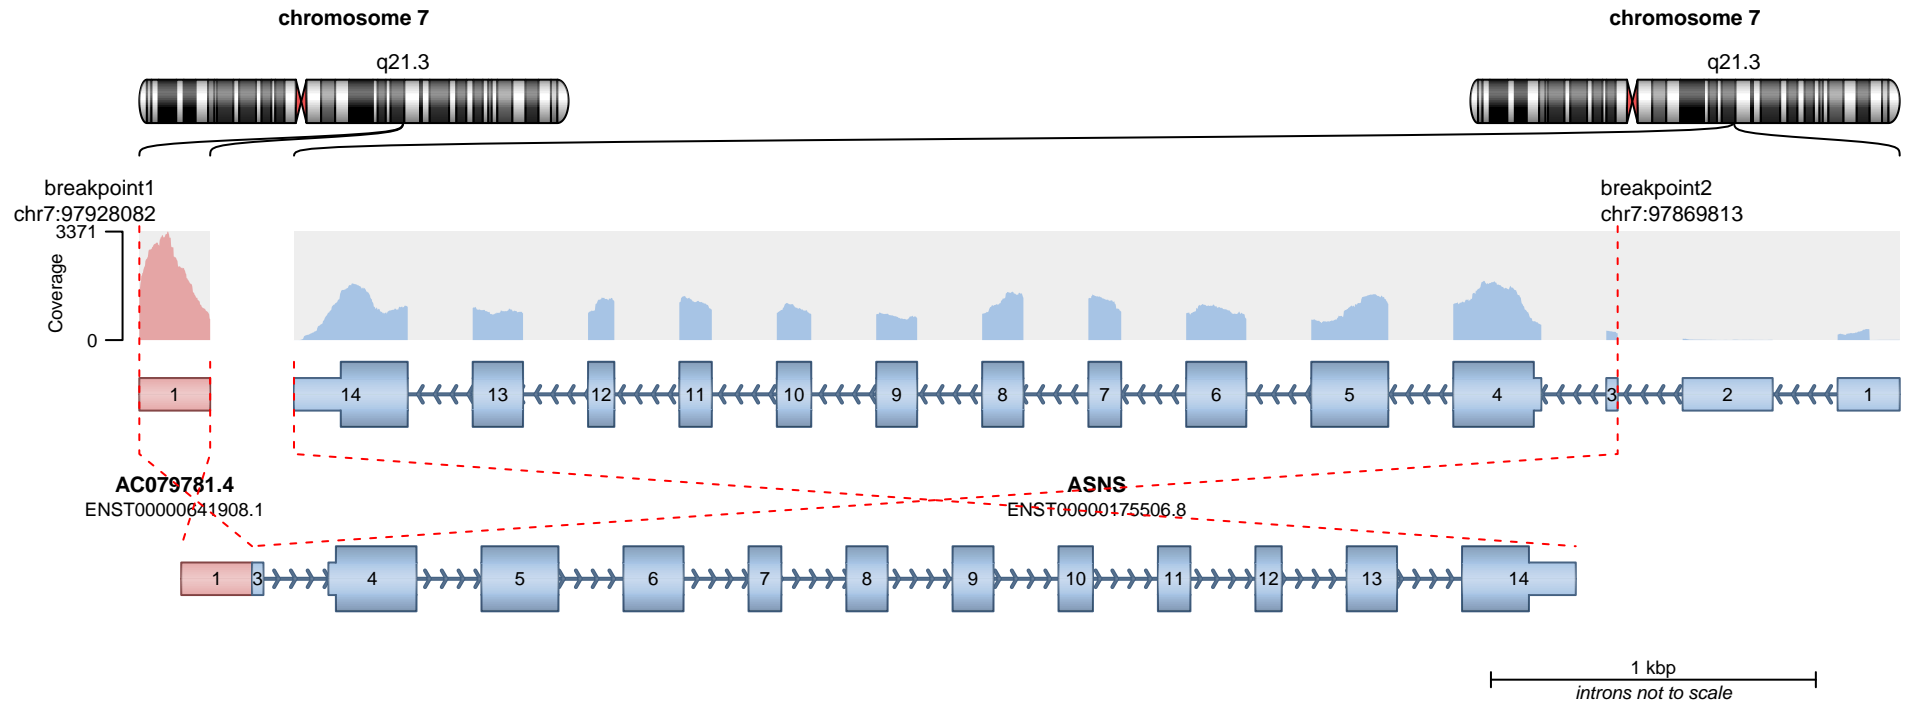 chromosome 7
chromosome 7
q21.3
q21.3
breakpoint1
chr7:97928082
breakpoint2
chr7:97869813
3371
Coverage
0
1
14
13
12
11
10
9
8
7
6
5
4
3
2
1
AC079781.4
ENST00000641908.1
ASNS
ENST00000175506.8
1
3
4
5
6
7
8
9
10
11
12
13
14
1 kbp
introns not to scale